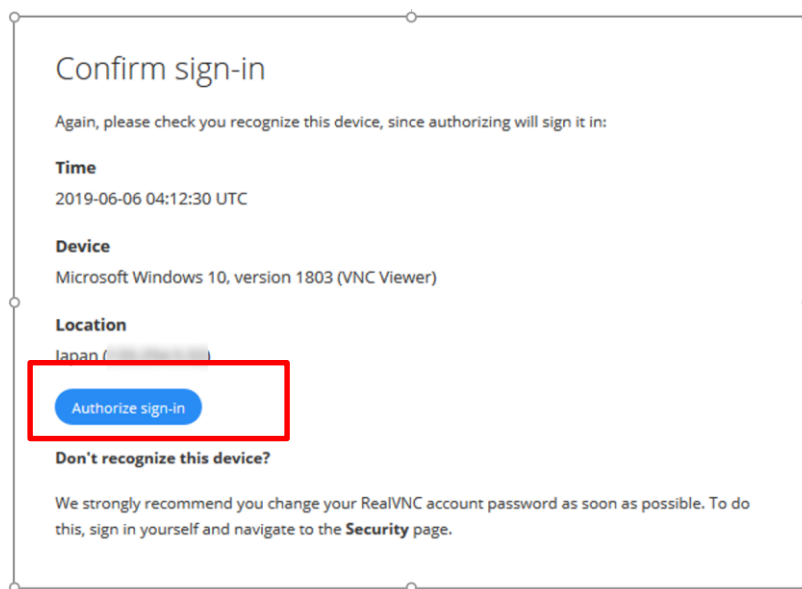 Confirm sign-in
Again, please check you recognize this device, since authorizing will sign it in:
Time
2019-06-06 04:12:30 UTC
Device
Microsoft Windows 10, version 1803 (VNC Viewer)
Location
Japan ( )
Authorize sign-in
Don't recognize this device?
We strongly recommend you change your RealVNC account password as soon as possible. To do
this, sign in yourself and navigate to the Security page.